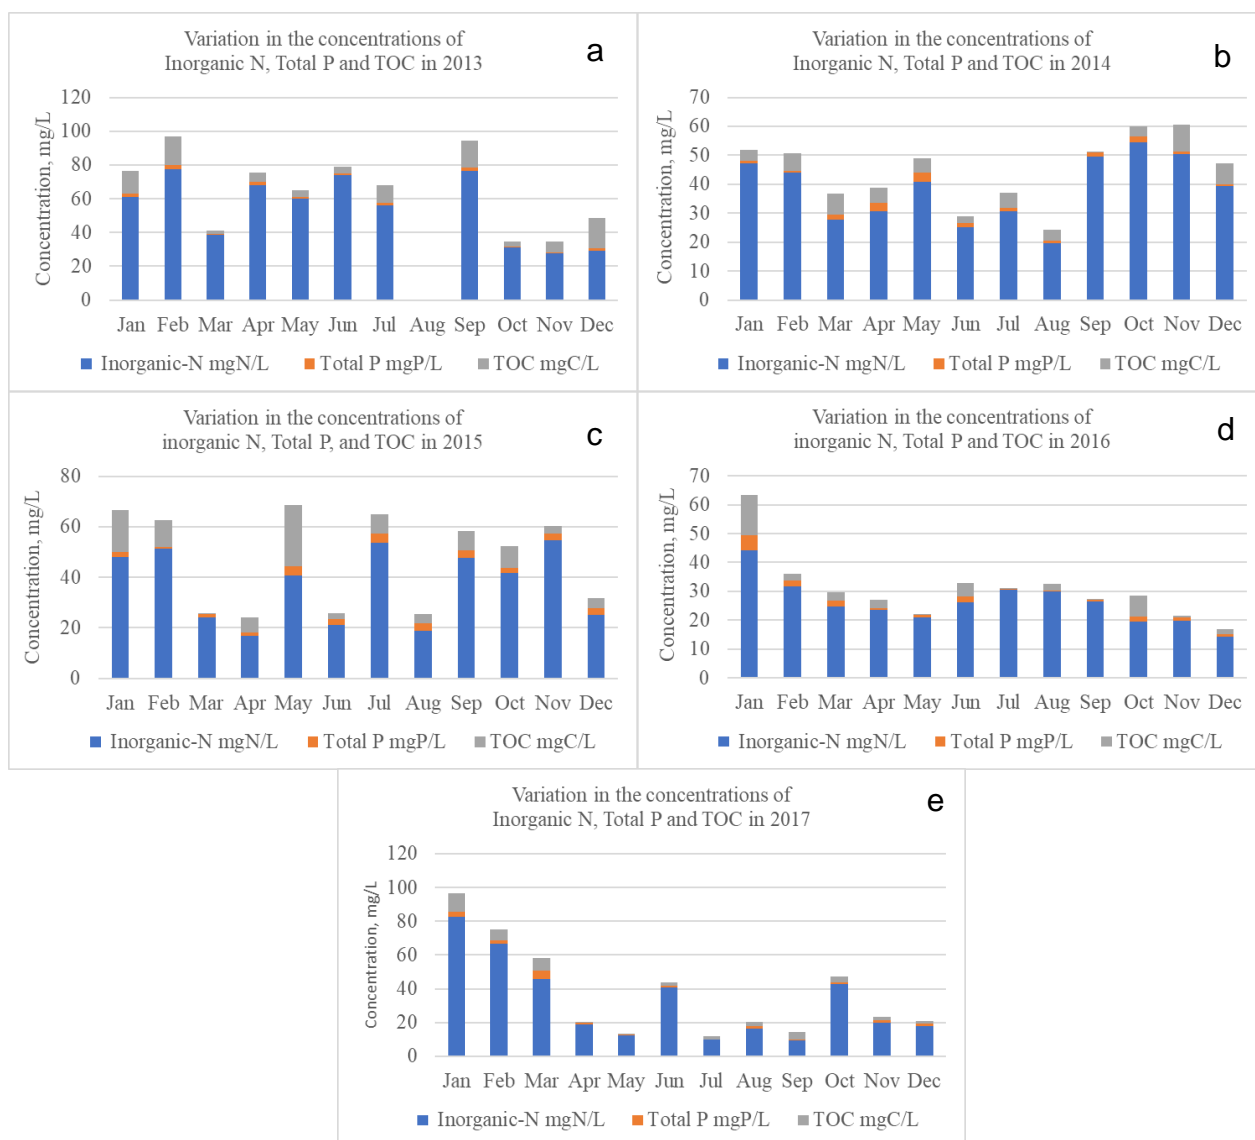 Variation in the concentrations of
Inorganic N, Total P and TOC in 2013
a
Concentration, mg/L
120
100
80
60
40
20
0
Jan Feb Mar Apr May Jun Jul Aug Sep Oct Nov Dec
Inorganic-N mgN/L Total P mgP/L TOC mgC/L
Variation in the concentrations of
Inorganic N, Total P and TOC in 2014
b
Concentration, mg/L
70
60
50
40
30
20
10
0
Jan Feb Mar Apr May Jun Jul Aug Sep Oct Nov Dec
Inorganic-N mgN/L Total P mgP/L TOC mgC/L
Variation in the concentrations of
inorganic N, Total P, and TOC in 2015
c
Concentration, mg/L
80
60
40
20
0
Jan Feb Mar Apr May Jun Jul Aug Sep Oct Nov Dec
Inorganic-N mgN/L Total P mgP/L TOC mgC/L
Variation in the concentrations of
inorganic N, Total P and TOC in 2016
d
Concentration, mg/L
70
60
50
40
30
20
10
0
Jan Feb Mar Apr May Jun Jul Aug Sep Oct Nov Dec
Inorganic-N mgN/L Total P mgP/L TOC mgC/L
Variation in the concentrations of
Inorganic N, Total P and TOC in 2017
e
Concentration, mg/L
120
100
80
60
40
20
0
Jan Feb Mar Apr May Jun Jul Aug Sep Oct Nov Dec
Inorganic-N mgN/L Total P mgP/L TOC mgC/L